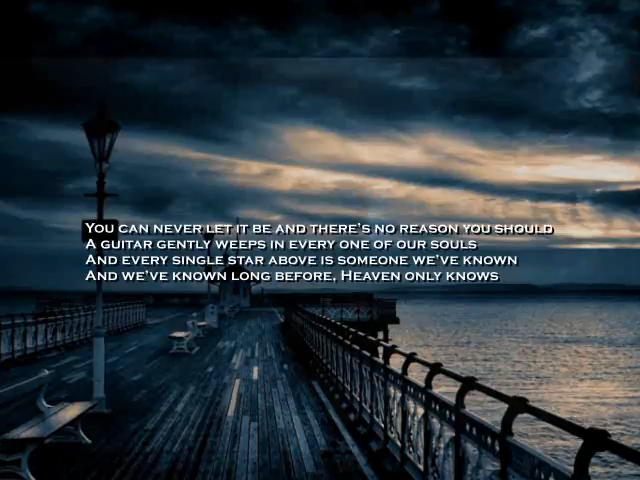 You can never let it be and there's no reason you should
A guitar gently weeps in every one of our souls
And every single star above is someone we've known
And we've known long before, Heaven only knows